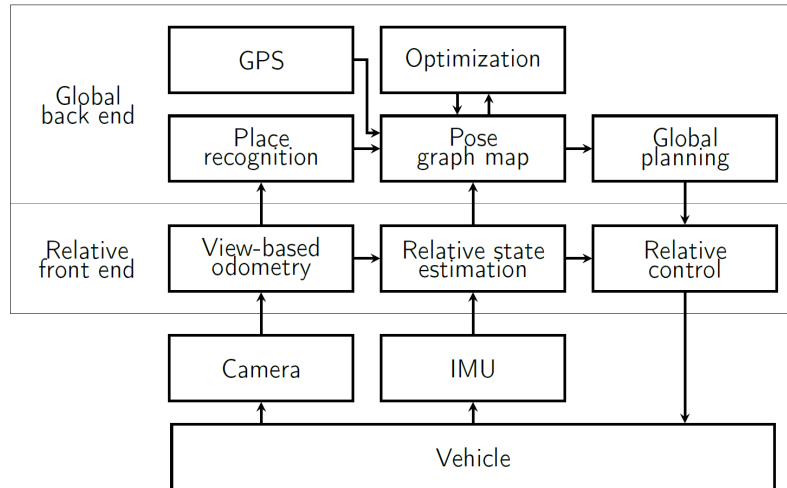 GPS
Optimization
Global
back end
Place
recognition
Pose
graph map
Global
planning
Relative
front end
View-based
odometry
Relative state
estimation
Relative
control
Camera
IMU
Vehicle